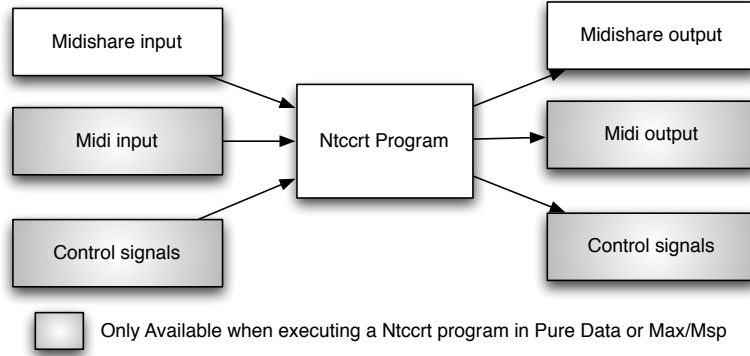 Midishare input
Midishare output
Midi input
Ntccrt Program
Midi output
Control signals
Control signals
Only Available when executing a Ntccrt program in Pure Data or Max/Msp